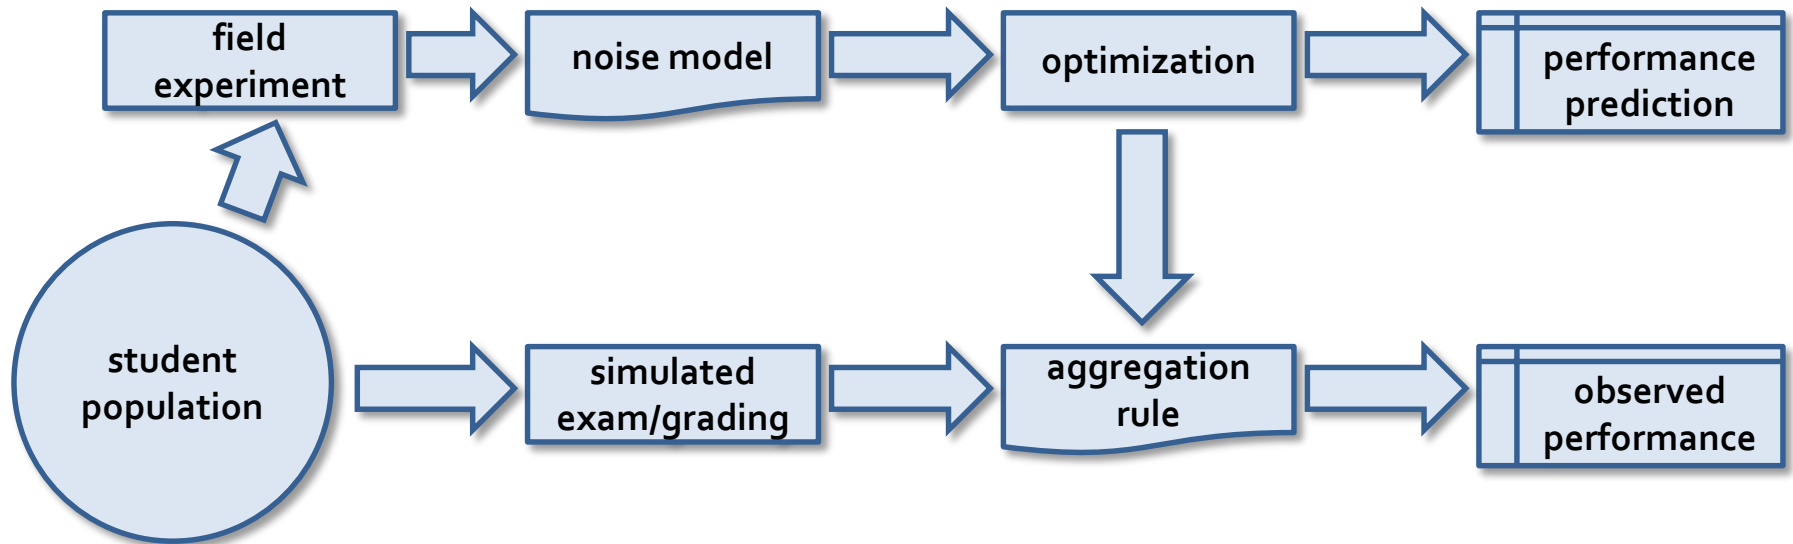 field
experiment
noise model
optimization
performance
prediction
student
population
simulated
exam/grading
aggregation
rule
observed
performance